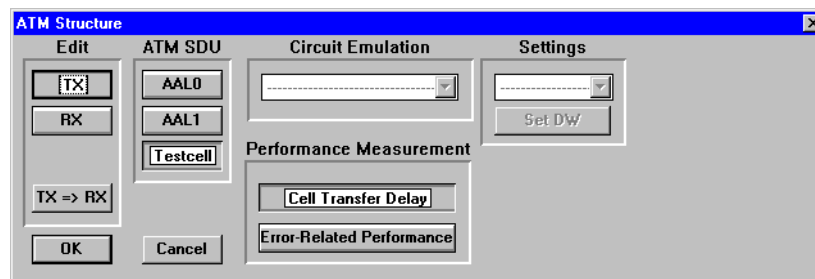 ATM Structure
Edit
TX
RX
TX => RX
OK
ATM SDU
AAL0
AAL1
Testcell
Cancel
Circuit Emulation
--------------------------------------
Performance Measurement
Cell Transfer Delay
Error-Related Performance
Settings
------------------
Set DW